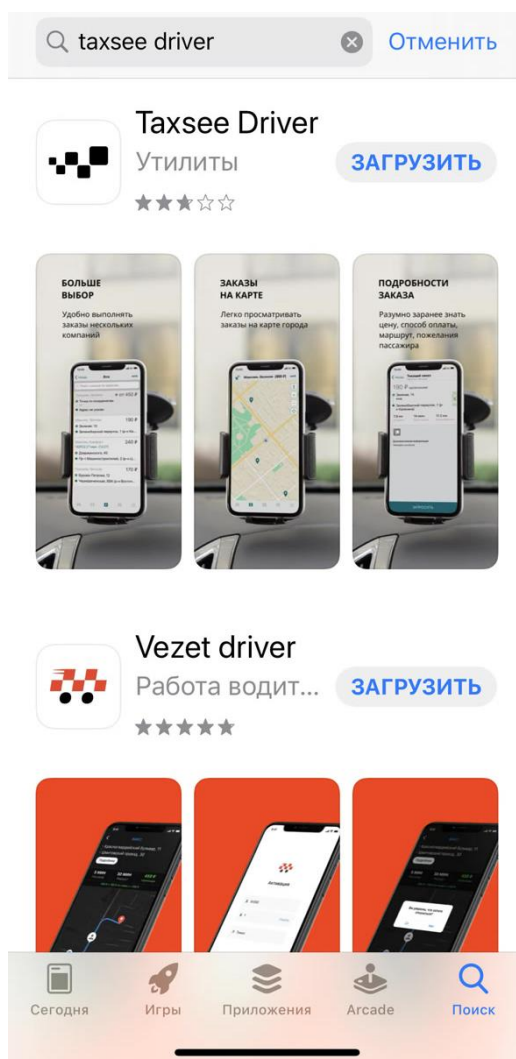 taxsee driver
Отменить
Taxsee Driver
Утилиты
ЗАГРУЗИТЬ
БОЛЬШЕ
ВЫБОР
Удобно выполнять
заказы нескольких
компаний
ЗАКАЗЫ
НА КАРТЕ
Легко просматривать
заказы на карте города
ПОДРОБНОСТИ
ЗАКАЗА
Разумно заранее знать
цену, способ оплаты,
маршрут, пожелания
пассажира
Vezet driver
Работа водит...
ЗАГРУЗИТЬ
Активация
Сегодня
Игры
Приложения
Arcade
Поиск